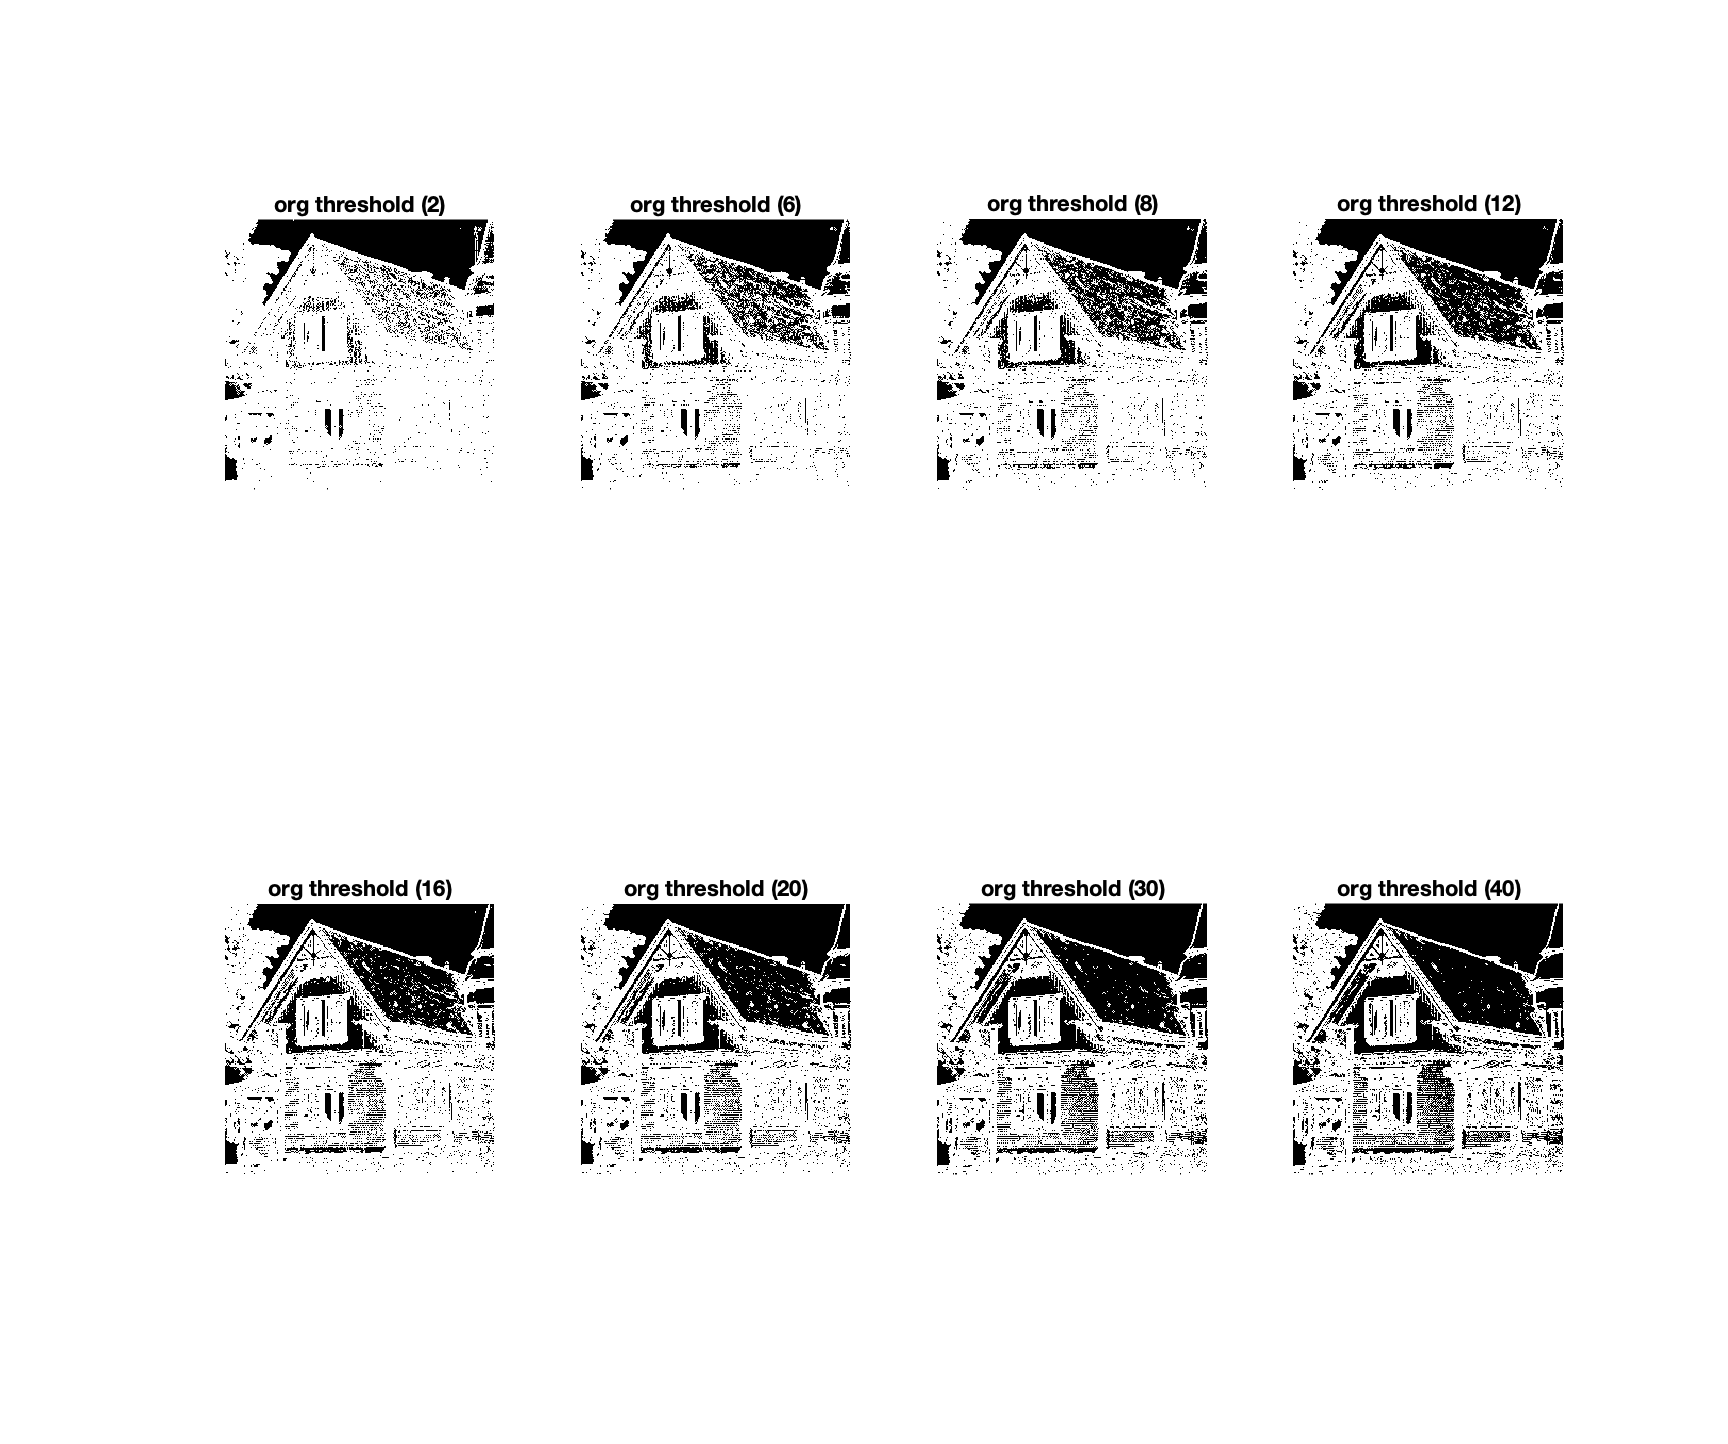 org threshold (2)
org threshold (6)
org threshold (8)
org threshold (12)
org threshold (16)
org threshold (20)
org threshold (30)
org threshold (40)